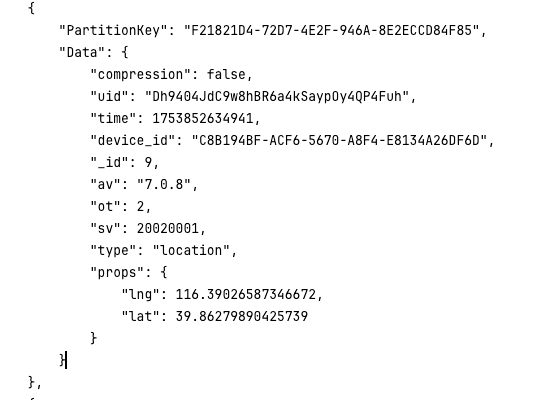 {
"PartitionKey": "F21821D4-72D7-4E2F-946A-8E2ECCD84F85",
"Data": {
"compression": false,
"uid": "Dh9404JdC9w8hBR6a4kSaypOy4QP4Fuh",
"time": 1753852634941,
"device_id": "C8B194BF-ACF6-5670-A8F4-E8134A26DF6D",
"_id": 9,
"av": "7.0.8",
"ot": 2,
"sv": 20020001,
"type": "location",
"props": {
"lng": 116.39026587346672,
"lat": 39.86279890425739
}
}
},